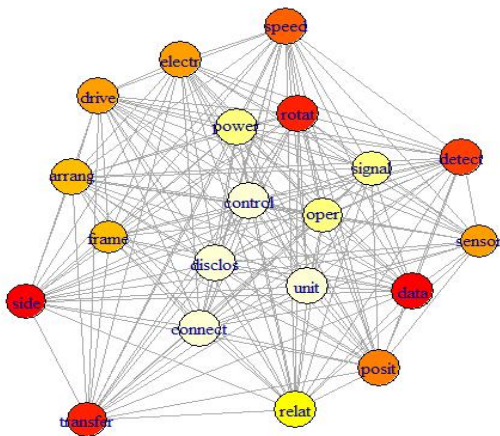 speed
electr
drive
rotat
power
detect
signal
arrang
control
oper
frame
sensor
disclos
unit
data
side
connect
posit
relat
transfer